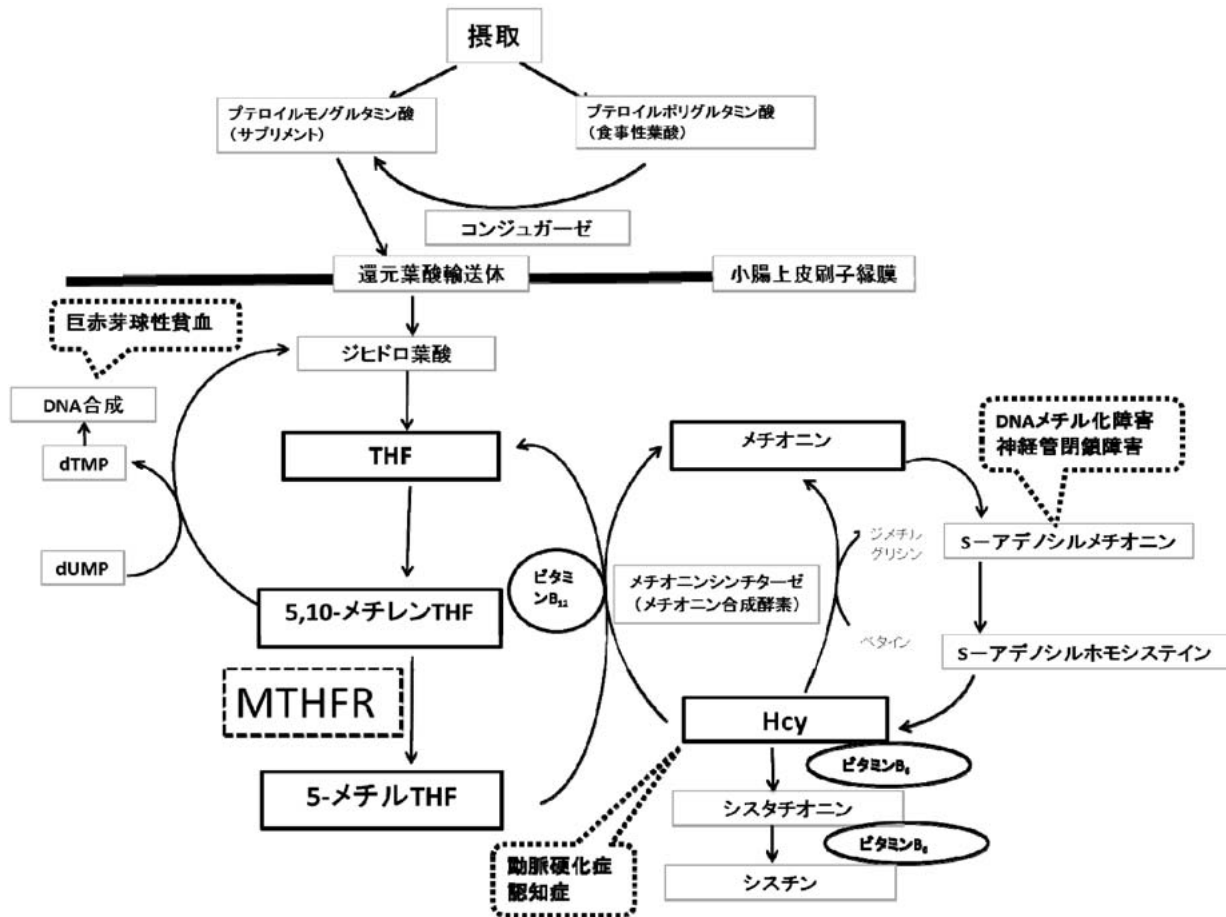 摂取
プテロイルモノグルタミン酸
（サプリメント）
プテロイルポリグルタミン酸
（食事性葉酸）
コンジュガーゼ
還元葉酸輸送体
小腸上皮刷子縁膜
巨赤芽球性貧血
ジヒドロ葉酸
DNA合成
THF
メチオニン
DNAメチル化障害
神経管閉鎖障害
dTMP
ジメチル
グリシン
S－アデノシルメチオニン
dUMP
ビタミ
ンB₁₂
メチオニンシンチターゼ
（メチオニン合成酵素）
5,10-メチレンTHF
ベタイン
S－アデノシルホモシステイン
MTHFR
Hcy
ビタミンB₆
5-メチルTHF
シスタチオニン
ビタミンB₆
動脈硬化症
認知症
シスチン